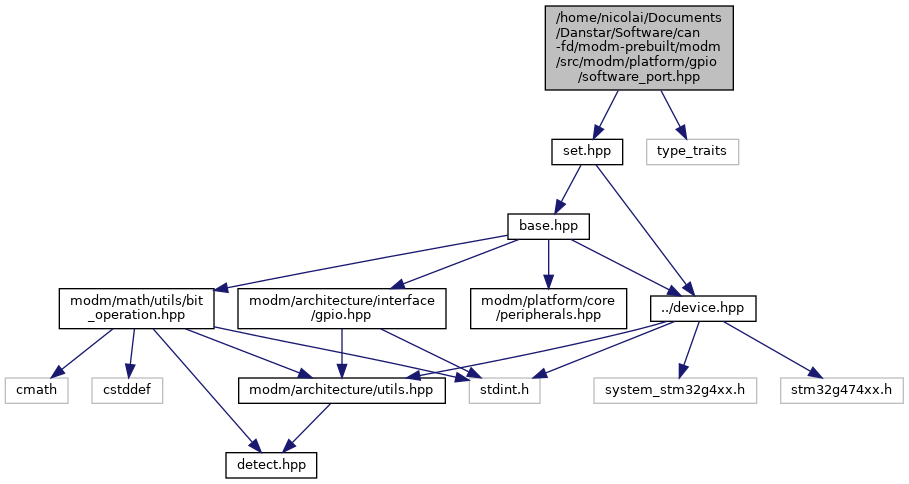 /home/nicolai/Documents
/Danstar/Software/can
-fd/modm-prebuilt/modm
/src/modm/platform/gpio
/software_port.hpp
set.hpp
type_traits
base.hpp
modm/math/utils/bit
_operation.hpp
modm/architecture/interface
/gpio.hpp
modm/platform/core
/peripherals.hpp
../device.hpp
cmath
cstddef
modm/architecture/utils.hpp
stdint.h
system_stm32g4xx.h
stm32g474xx.h
detect.hpp